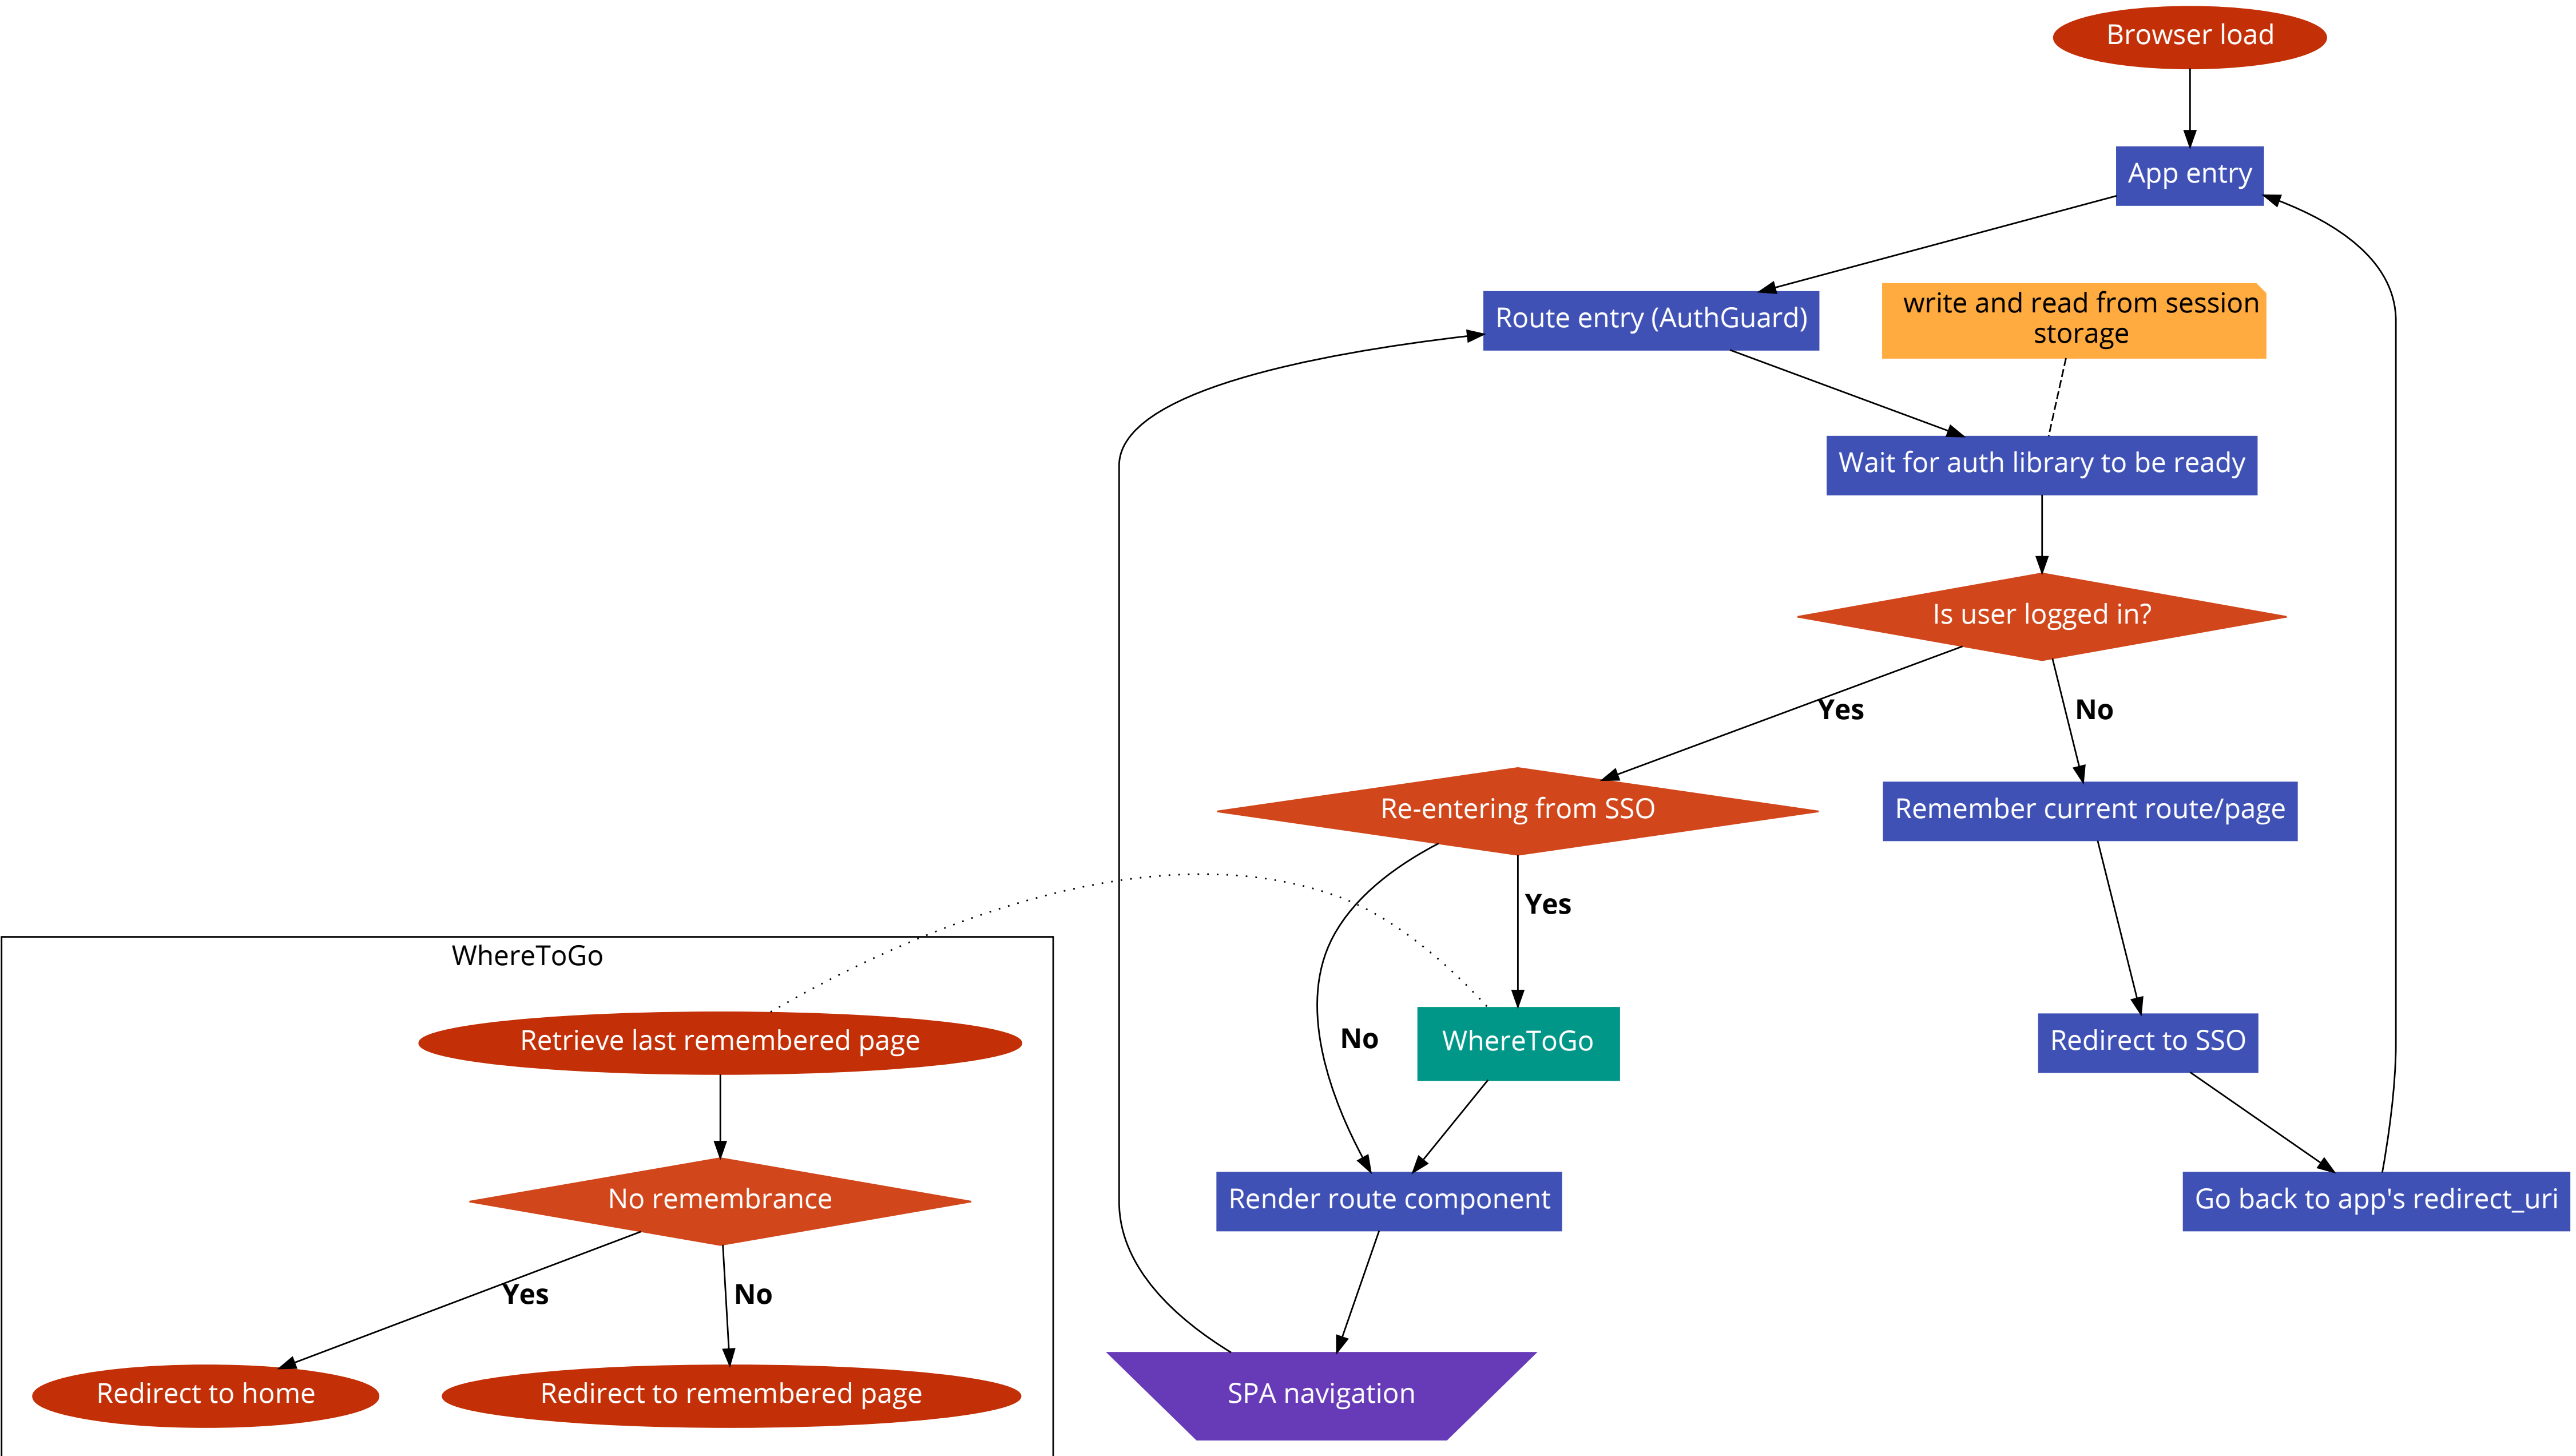 Browser load
App entry
Route entry (AuthGuard)
write and read from session
storage
Wait for auth library to be ready
Is user logged in?
Yes
No
Re-entering from SSO
Remember current route/page
Yes
WhereToGo
Retrieve last remembered page
No
WhereToGo
Redirect to SSO
No remembrance
Render route component
Go back to app's redirect_uri
Yes
No
Redirect to home
Redirect to remembered page
SPA navigation